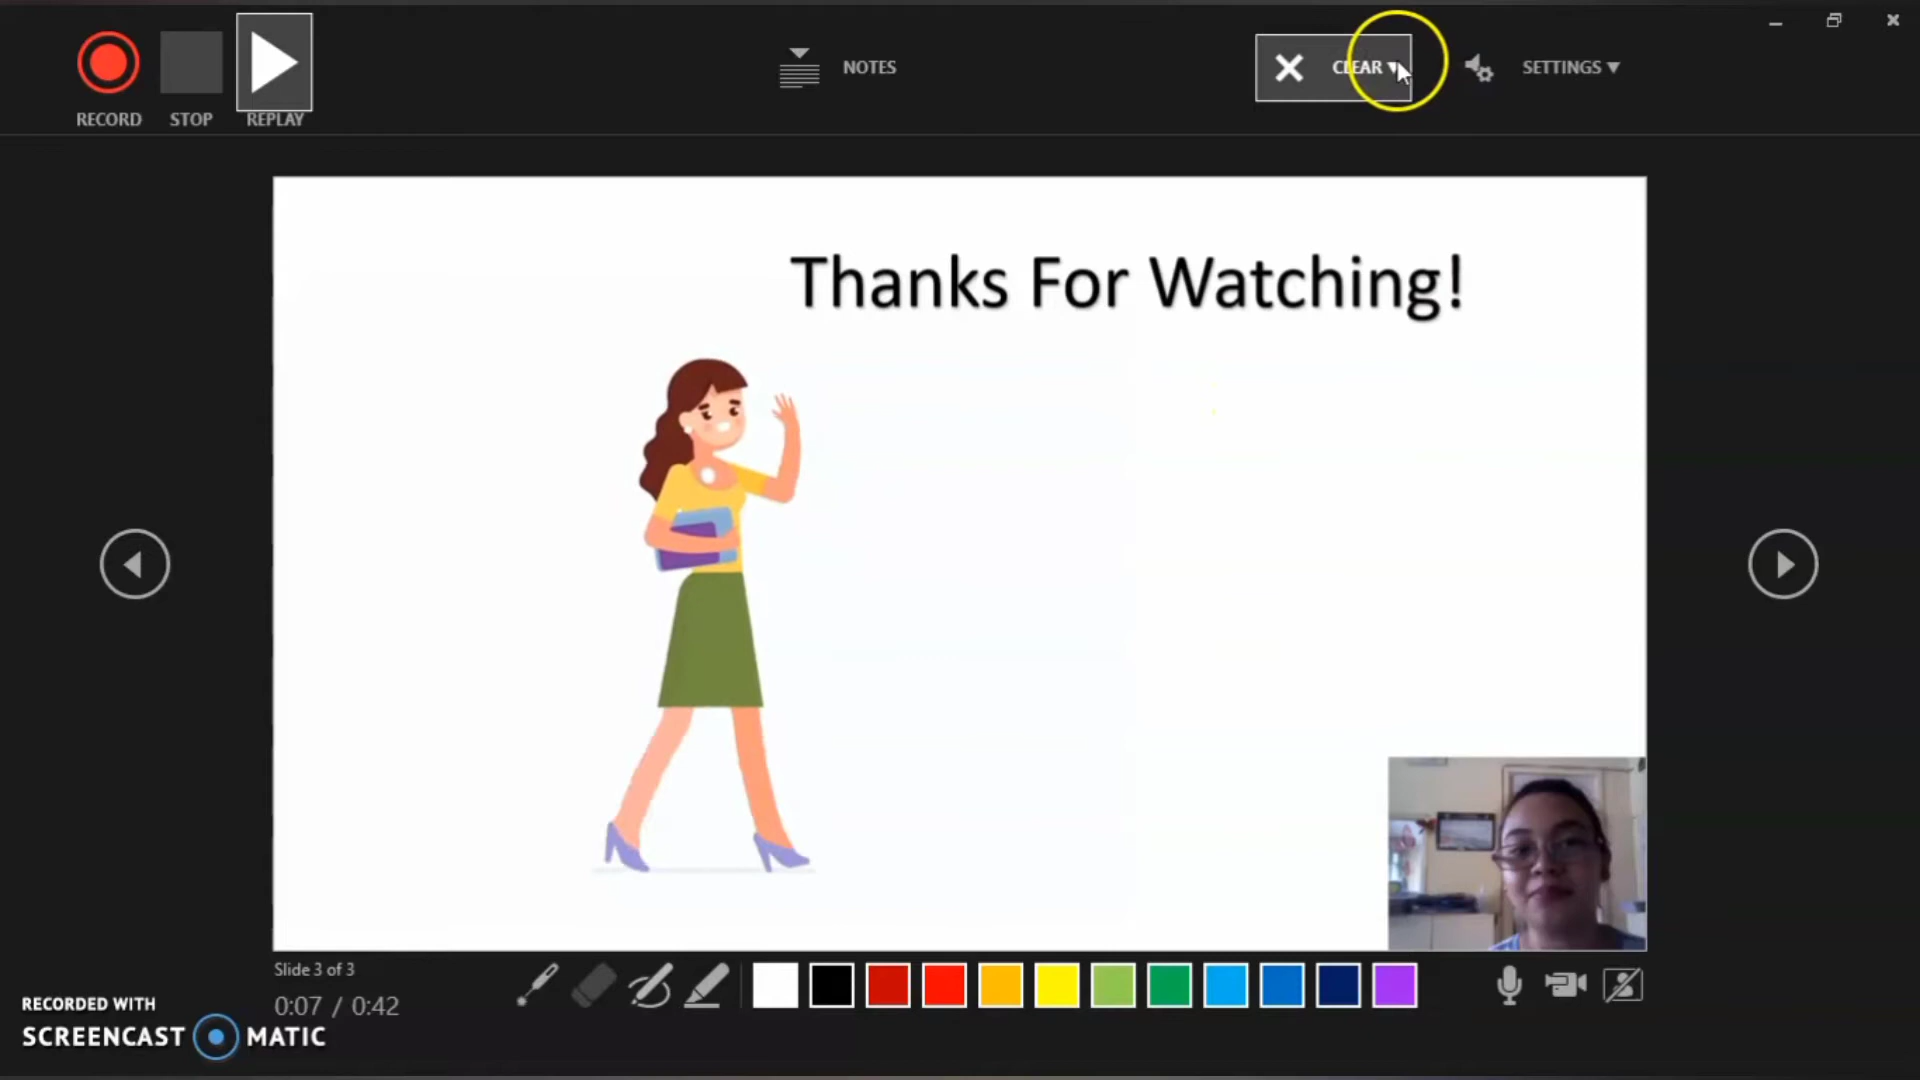 RECORD
STOP
REPLAY
NOTES
CLEAR
SETTINGS
Thanks For Watching!
Slide 3 of 3
0:07 / 0:42
RECORDED WITH
SCREENCAST MATIC